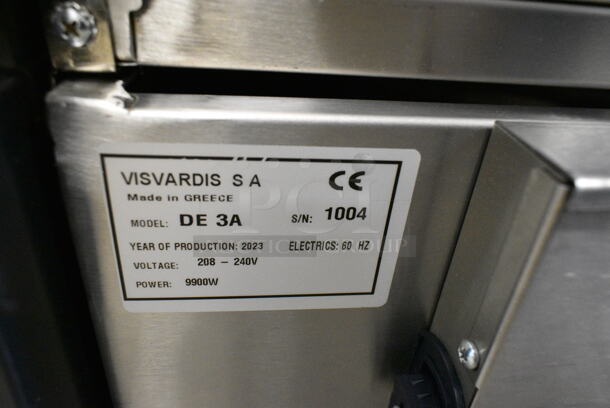 VISVARDIS S A CE
Made in GREECE
MODEL: DE 3A S/N: 1004
YEAR OF PRODUCTION: 2023 ELECTRICS: 60 HZ
VOLTAGE: 208 - 240V
POWER: 9900W